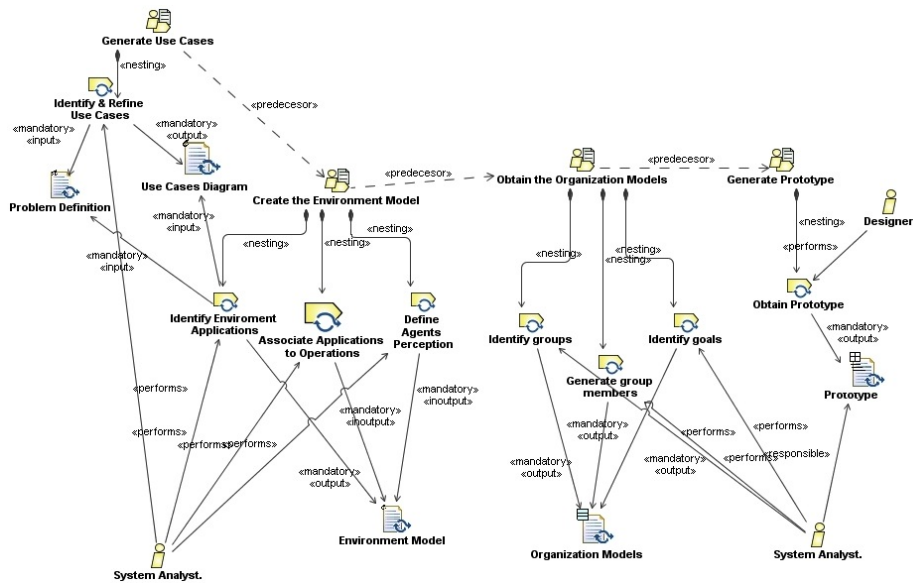 Generate Use Cases
«nesting»
«predecesor»
Identify & Refine
Use Cases
«mandatory»
«input»
«mandatory»
«output»
Problem Definition
Use Cases Diagram
«mandatory»
«input»
«mandatory»
«input»
Create the Environment Model
«predecesor»
«nesting»
«nesting»
«nesting»
Identify Enviroment
Applications
Associate Applications
to Operations
Define
Agents
Perception
«performs»
«performs»
«performs»
«performs»
«mandatory»
«inoutput»
«mandatory»
«inoutput»
«mandatory»
«output»
Environment Model
System Analyst.
Obtain the Organization Models
«predecesor»
Generate Prototype
«nesting»
«nesting»
«nesting»
«nesting»
«performs»
Designer
Obtain Prototype
Identify groups
Identify goals
Generate group
members
«mandatory»
«output»
Prototype
«mandatory»
«output»
«performs»
«performs»
«performs»
«responsible»
«mandatory»
«output»
«mandatory»
«output»
Organization Models
System Analyst.